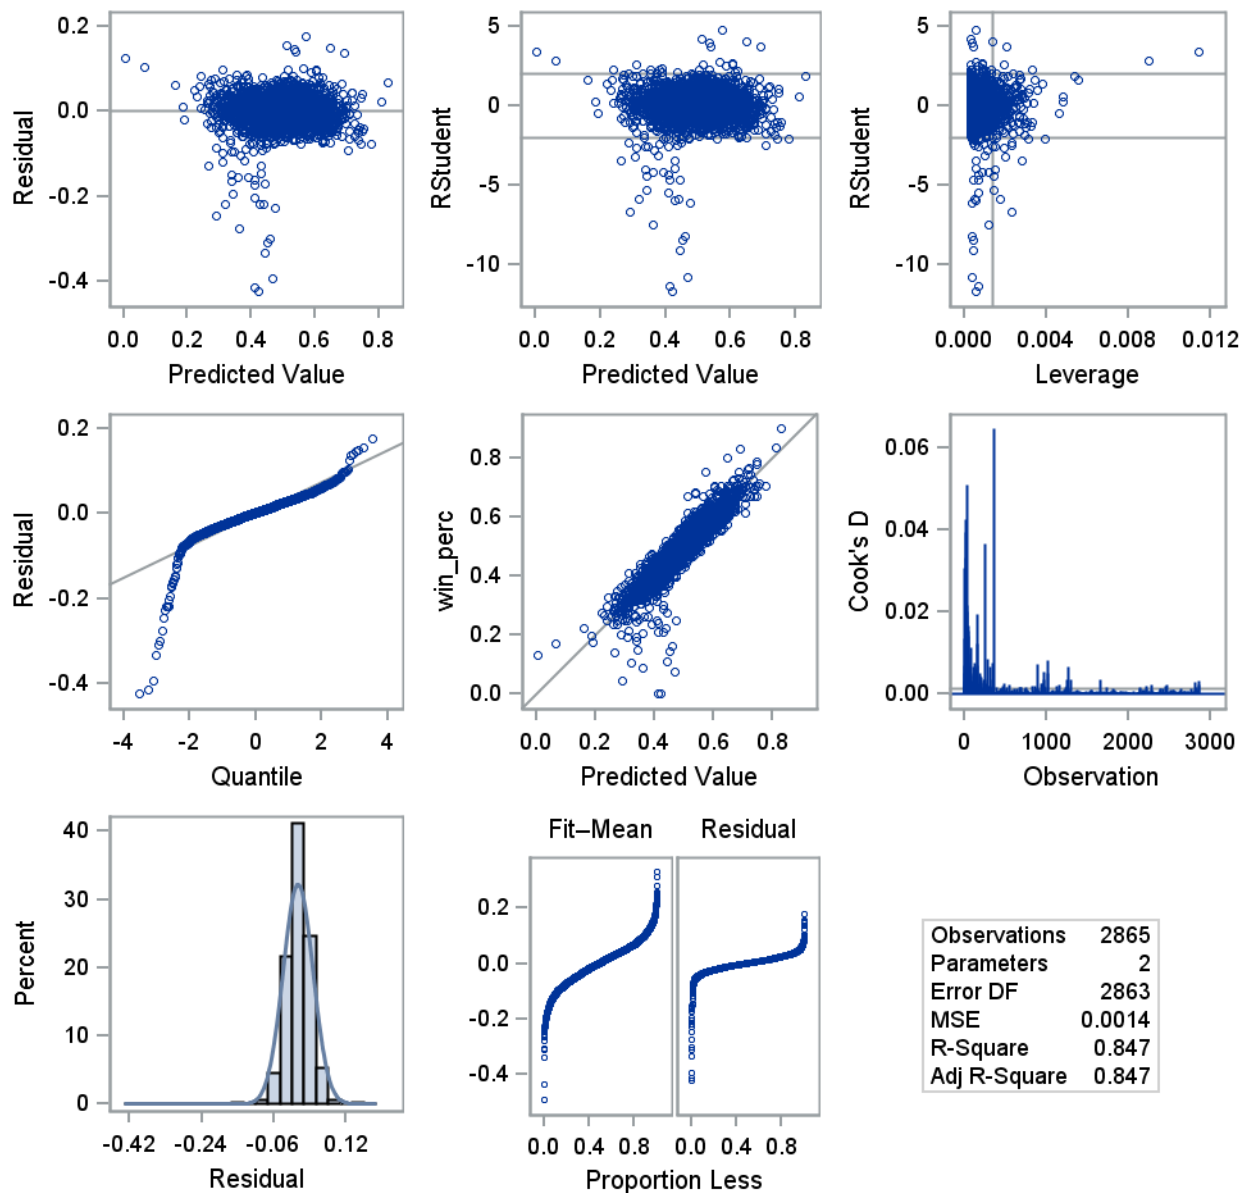 0.2
0.0
-0.2
-0.4
Residual
0.0 0.2 0.4 0.6 0.8
Predicted Value
5
0
-5
-10
RStudent
0.0 0.2 0.4 0.6 0.8
Predicted Value
5
0
-5
-10
RStudent
0.000 0.004 0.008 0.012
Leverage
0.2
0.0
-0.2
-0.4
Residual
-4 -2 0 2 4
Quantile
0.8
0.6
0.4
0.2
0.0
win_perc
0.0 0.2 0.4 0.6 0.8
Predicted Value
0.06
0.04
0.02
0.00
Cook's D
0 1000 2000 3000
Observation
40
30
20
10
0
Percent
-0.42 -0.24 -0.06 0.12
Residual
Fit–Mean Residual
0.2
0.0
-0.2
-0.4
0.0 0.4 0.8 0.0 0.4 0.8
Proportion Less
Observations 2865
Parameters 2
Error DF 2863
MSE 0.0014
R-Square 0.847
Adj R-Square 0.847